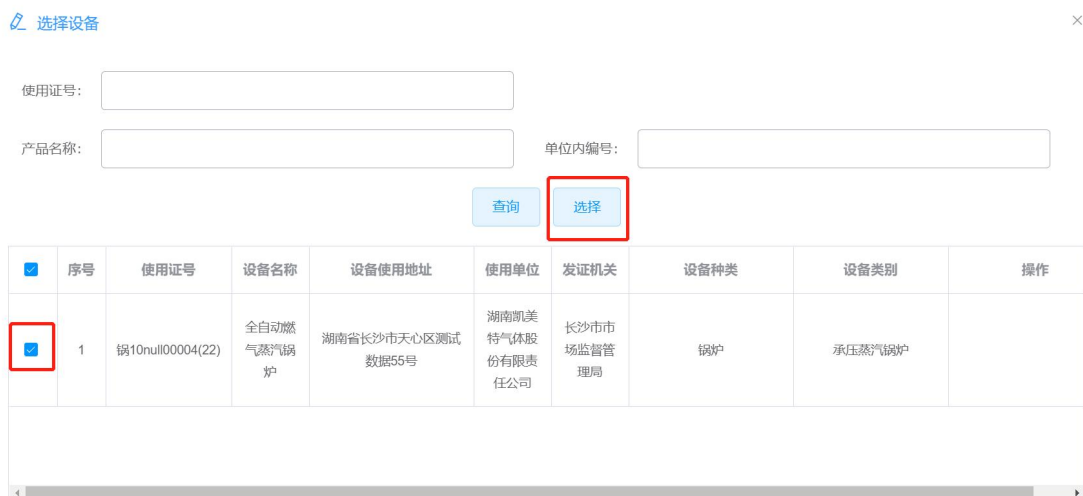 选择设备
使用证号：
产品名称：
单位内编号：
查询
选择
序号 使用证号 设备名称 设备使用地址 使用单位 发证机关 设备种类 设备类别 操作
1 锅10null00004(22) 全自动燃气蒸汽锅炉 湖南省长沙市天心区测试数据55号 湖南凯美特气体股份有限责任公司 长沙市市场监督管理局 锅炉 承压蒸汽锅炉